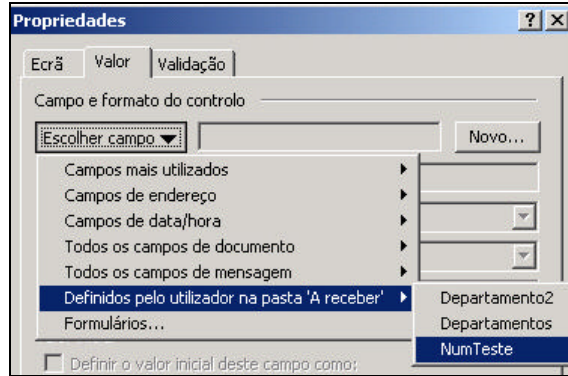 Propriedades
Ecrã Valor Validação
Campo e formato do controlo
Escolher campo Novo...
Campos mais utilizados
Campos de endereço
Campos de data/hora
Todos os campos de documento
Todos os campos de mensagem
Definidos pelo utilizador na pasta 'A receber' Departamento2
Formulários... Departamentos
NumTeste
Definir o valor inicial deste campo como: